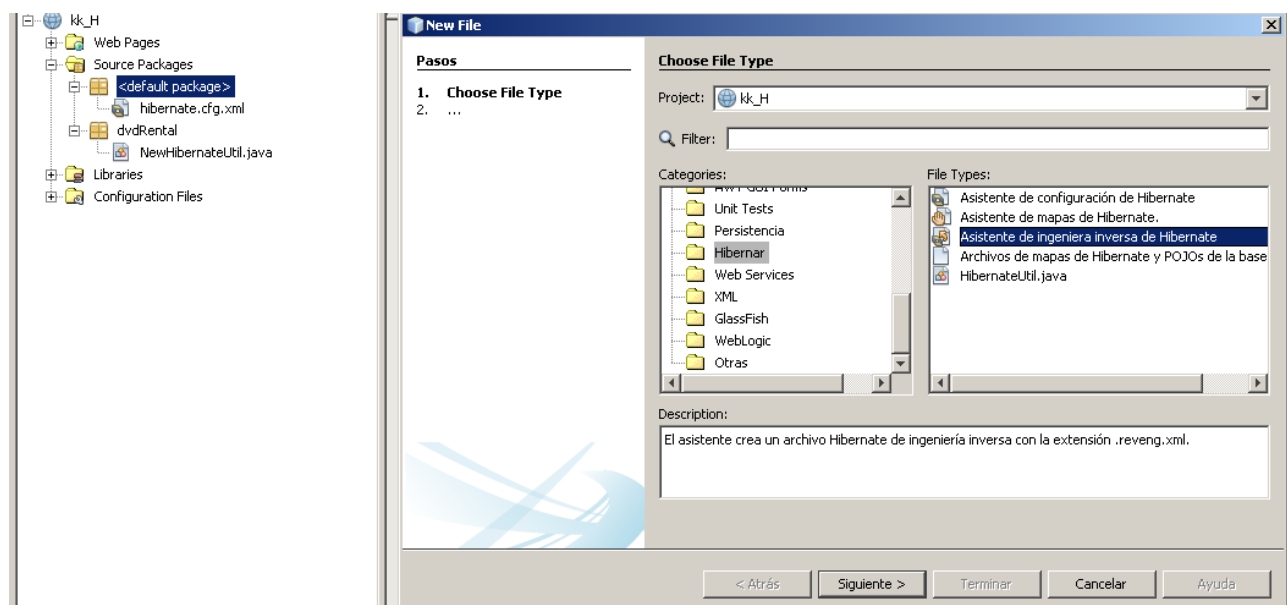 kk_H
Web Pages
Source Packages
<default package>
hibernate.cfg.xml
dvdRental
NewHibernateUtil.java
Libraries
Configuration Files
New File
Pasos
1. Choose File Type
2. ...
Choose File Type
Project: kk_H
Filter:
Categories:
Unit Tests
Persistencia
Hibernar
Web Services
XML
GlassFish
WebLogic
Otras
File Types:
Asistente de configuración de Hibernate
Asistente de mapas de Hibernate.
Asistente de ingeniera inversa de Hibernate
Archivos de mapas de Hibernate y POJOs de la base
HibernateUtil.java
Description:
El asistente crea un archivo Hibernate de ingeniería inversa con la extensión .reveng.xml.
< Atrás
Siguiente >
Terminar
Cancelar
Ayuda